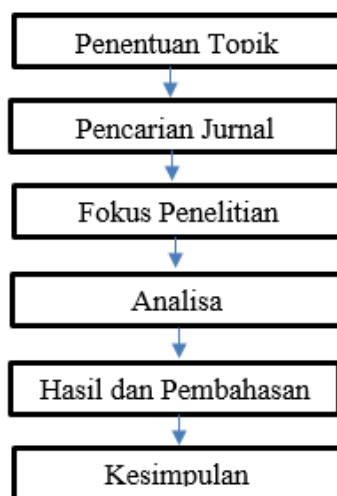 Penentuan Topik
Pencarian Jurnal
Fokus Penelitian
Analisa
Hasil dan Pembahasan
Kesimpulan